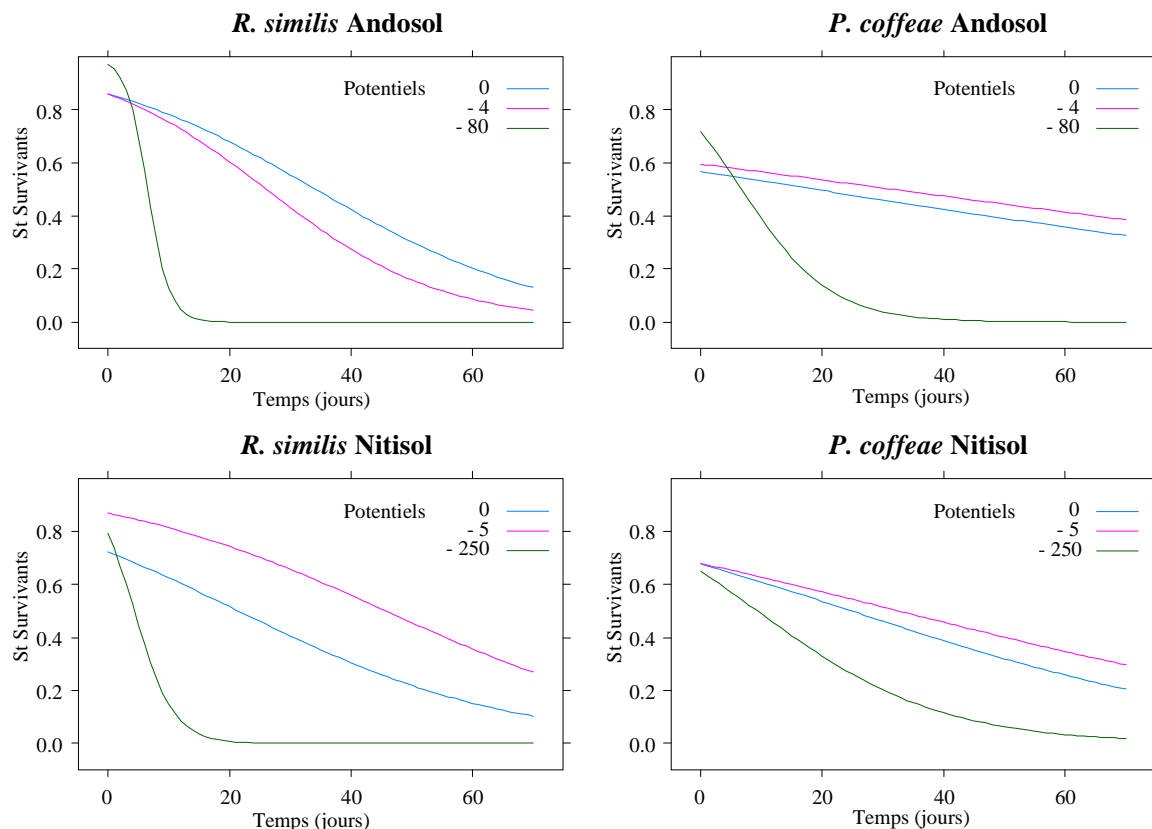 R. similis Andosol
Potentiels 0
- 4
- 80
St Survivants
0.8
0.6
0.4
0.2
0.0
0 20 40 60
Temps (jours)
P. coffeae Andosol
Potentiels 0
- 4
- 80
St Survivants
0.8
0.6
0.4
0.2
0.0
0 20 40 60
Temps (jours)
R. similis Nitisol
Potentiels 0
- 5
- 250
St Survivants
0.8
0.6
0.4
0.2
0.0
0 20 40 60
Temps (jours)
P. coffeae Nitisol
Potentiels 0
- 5
- 250
St Survivants
0.8
0.6
0.4
0.2
0.0
0 20 40 60
Temps (jours)